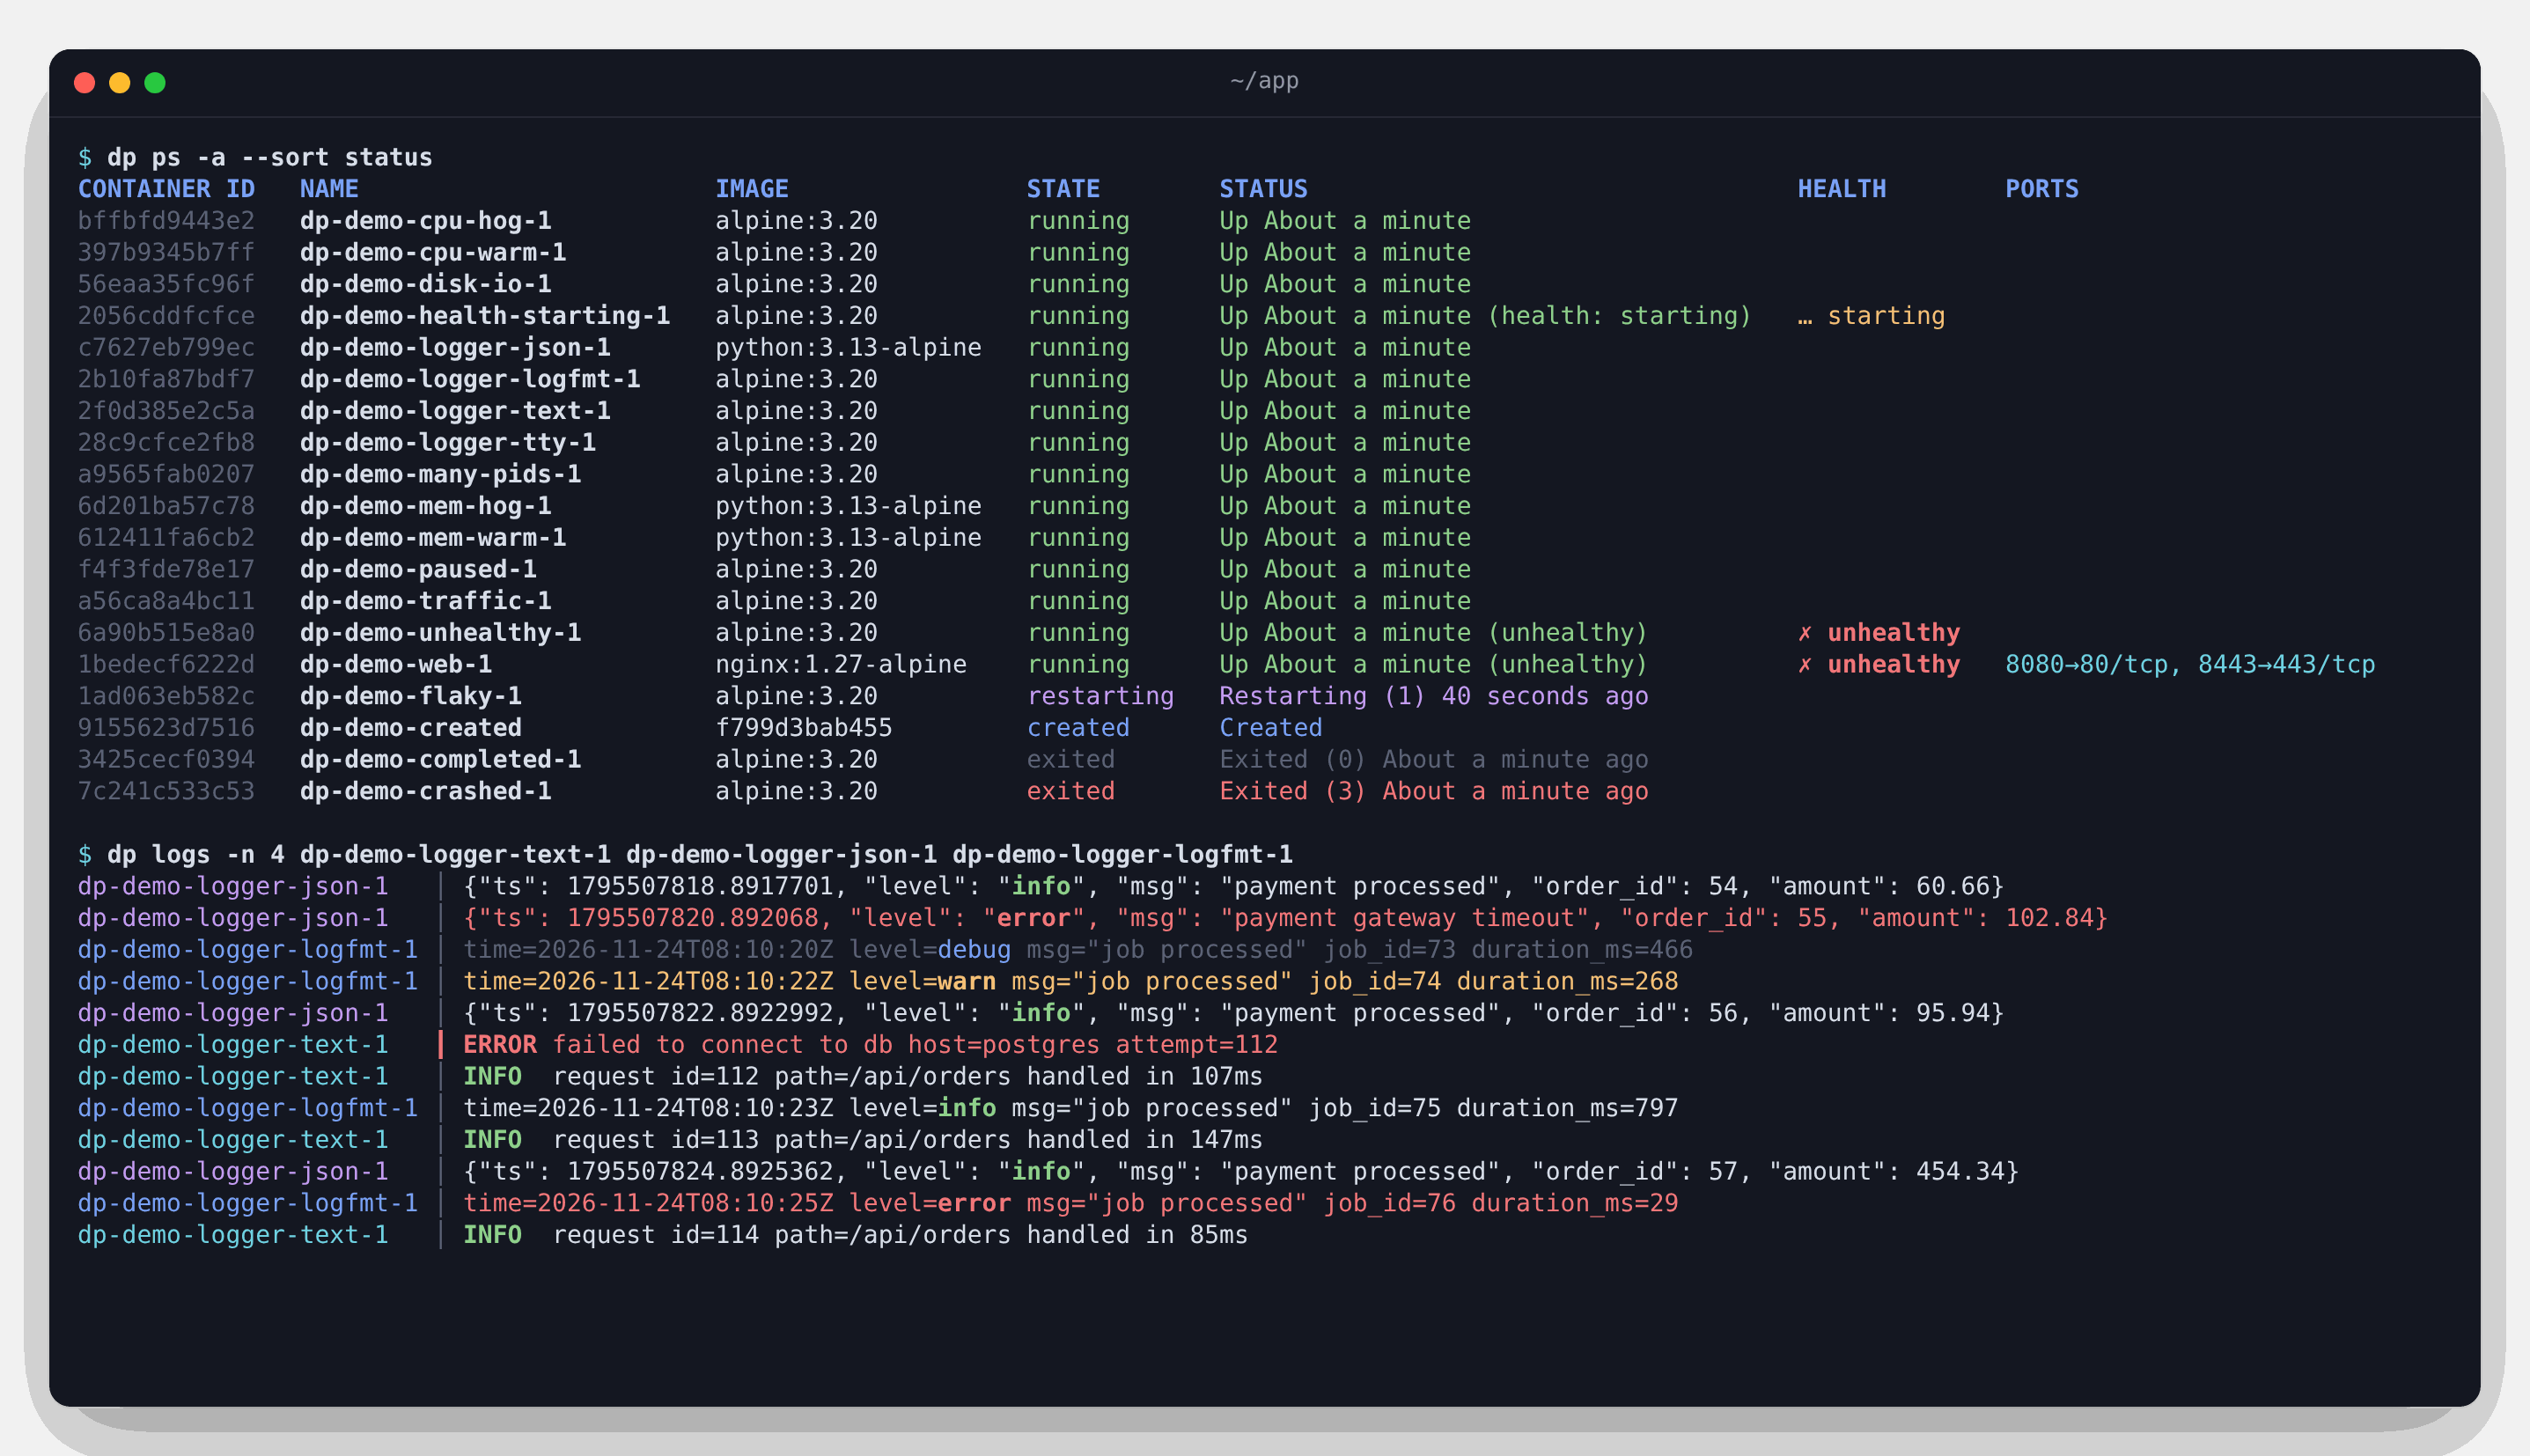 ~/app
$ dp ps -a --sort status
CONTAINER ID   NAME                        IMAGE                STATE        STATUS                                 HEALTH        PORTS
bffbfd9443e2   dp-demo-cpu-hog-1           alpine:3.20          running      Up About a minute
397b9345b7ff   dp-demo-cpu-warm-1          alpine:3.20          running      Up About a minute
56eaa35fc96f   dp-demo-disk-io-1           alpine:3.20          running      Up About a minute
2056cddfcfce   dp-demo-health-starting-1   alpine:3.20          running      Up About a minute (health: starting)   … starting
c7627eb799ec   dp-demo-logger-json-1       python:3.13-alpine   running      Up About a minute
2b10fa87bdf7   dp-demo-logger-logfmt-1     alpine:3.20          running      Up About a minute
2f0d385e2c5a   dp-demo-logger-text-1       alpine:3.20          running      Up About a minute
28c9cfce2fb8   dp-demo-logger-tty-1        alpine:3.20          running      Up About a minute
a9565fab0207   dp-demo-many-pids-1         alpine:3.20          running      Up About a minute
6d201ba57c78   dp-demo-mem-hog-1           python:3.13-alpine   running      Up About a minute
612411fa6cb2   dp-demo-mem-warm-1          python:3.13-alpine   running      Up About a minute
f4f3fde78e17   dp-demo-paused-1            alpine:3.20          running      Up About a minute
a56ca8a4bc11   dp-demo-traffic-1           alpine:3.20          running      Up About a minute
6a90b515e8a0   dp-demo-unhealthy-1         alpine:3.20          running      Up About a minute (unhealthy)          ✗ unhealthy
1bedecf6222d   dp-demo-web-1               nginx:1.27-alpine    running      Up About a minute (unhealthy)          ✗ unhealthy   8080→80/tcp, 8443→443/tcp
1ad063eb582c   dp-demo-flaky-1             alpine:3.20          restarting   Restarting (1) 40 seconds ago
9155623d7516   dp-demo-created             f799d3bab455         created      Created
3425cecf0394   dp-demo-completed-1         alpine:3.20          exited       Exited (0) About a minute ago
7c241c533c53   dp-demo-crashed-1           alpine:3.20          exited       Exited (3) About a minute ago
$ dp logs -n 4 dp-demo-logger-text-1 dp-demo-logger-json-1 dp-demo-logger-logfmt-1
dp-demo-logger-json-1   │ {"ts": 1795507818.8917701, "level": "info", "msg": "payment processed", "order_id": 54, "amount": 60.66}
dp-demo-logger-json-1   │ {"ts": 1795507820.892068, "level": "error", "msg": "payment gateway timeout", "order_id": 55, "amount": 102.84}
dp-demo-logger-logfmt-1 │ time=2026-11-24T08:10:20Z level=debug msg="job processed" job_id=73 duration_ms=466
dp-demo-logger-logfmt-1 │ time=2026-11-24T08:10:22Z level=warn msg="job processed" job_id=74 duration_ms=268
dp-demo-logger-json-1   │ {"ts": 1795507822.8922992, "level": "info", "msg": "payment processed", "order_id": 56, "amount": 95.94}
dp-demo-logger-text-1   ┃ ERROR failed to connect to db host=postgres attempt=112
dp-demo-logger-text-1   │ INFO  request id=112 path=/api/orders handled in 107ms
dp-demo-logger-logfmt-1 │ time=2026-11-24T08:10:23Z level=info msg="job processed" job_id=75 duration_ms=797
dp-demo-logger-text-1   │ INFO  request id=113 path=/api/orders handled in 147ms
dp-demo-logger-json-1   │ {"ts": 1795507824.8925362, "level": "info", "msg": "payment processed", "order_id": 57, "amount": 454.34}
dp-demo-logger-logfmt-1 │ time=2026-11-24T08:10:25Z level=error msg="job processed" job_id=76 duration_ms=29
dp-demo-logger-text-1   │ INFO  request id=114 path=/api/orders handled in 85ms